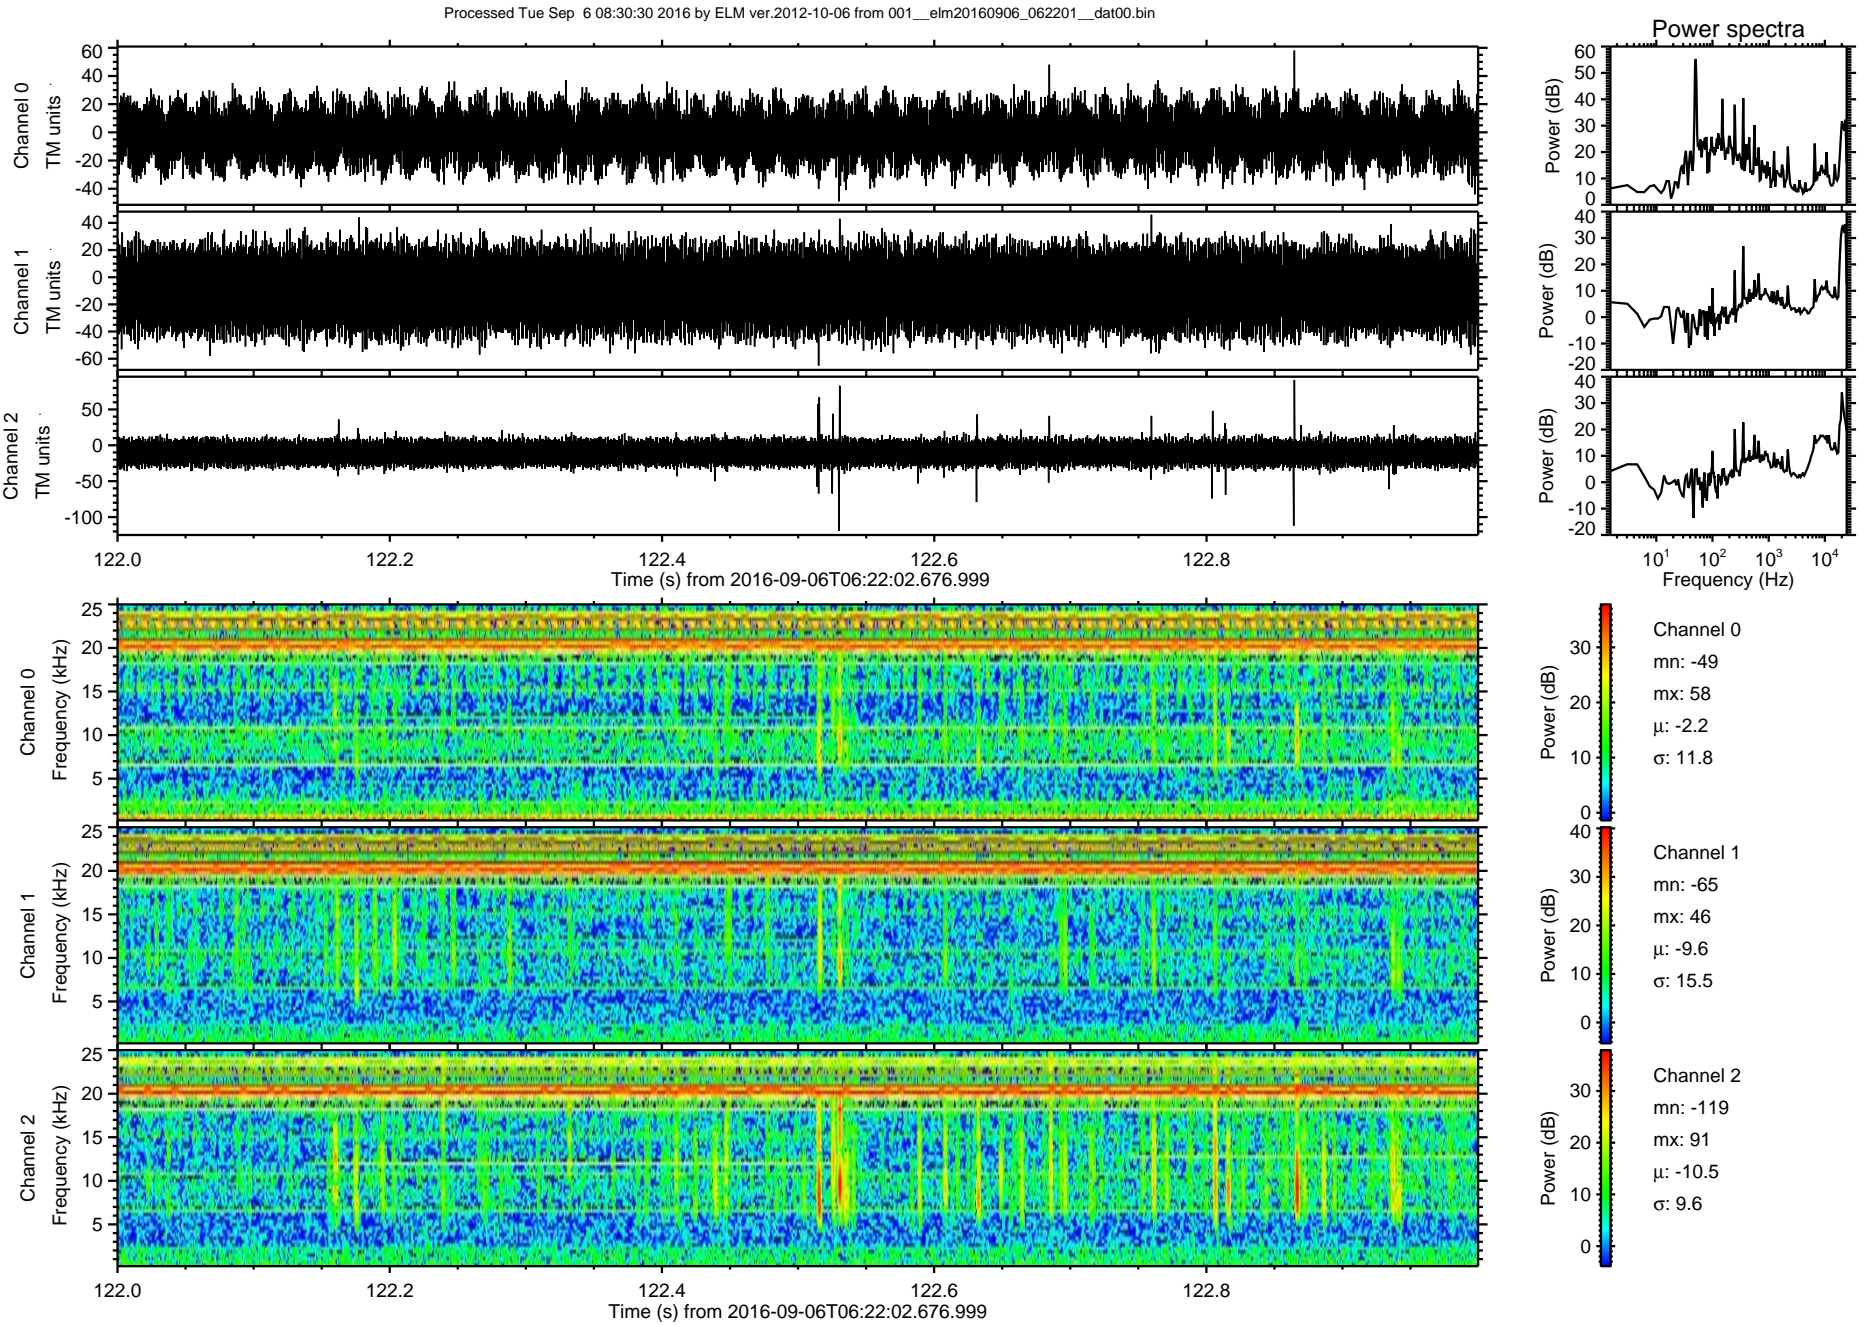 Processed Tue Sep  6 08:30:30 2016 by ELM ver.2012-10-06 from 001__elm20160906_062201__dat00.bin
Power spectra
Channel 0
TM units
60
40
20
0
-20
-40
Power (dB)
60
50
40
30
20
10
0
Channel 1
TM units
40
20
0
-20
-40
-60
Power (dB)
40
30
20
10
0
-10
-20
Channel 2
TM units
50
0
-50
-100
Power (dB)
40
30
20
10
0
-10
-20
122.0 122.2 122.4 122.6 122.8
Time (s) from 2016-09-06T06:22:02.676.999
10^1 10^2 10^3 10^4
Frequency (Hz)
Channel 0
Frequency (kHz)
25
20
15
10
5
Power (dB)
30
20
10
0
Channel 0
mn: -49
mx: 58
μ: -2.2
σ: 11.8
Channel 1
Frequency (kHz)
25
20
15
10
5
Power (dB)
40
30
20
10
0
Channel 1
mn: -65
mx: 46
μ: -9.6
σ: 15.5
Channel 2
Frequency (kHz)
25
20
15
10
5
Power (dB)
30
20
10
0
Channel 2
mn: -119
mx: 91
μ: -10.5
σ: 9.6
122.0 122.2 122.4 122.6 122.8
Time (s) from 2016-09-06T06:22:02.676.999